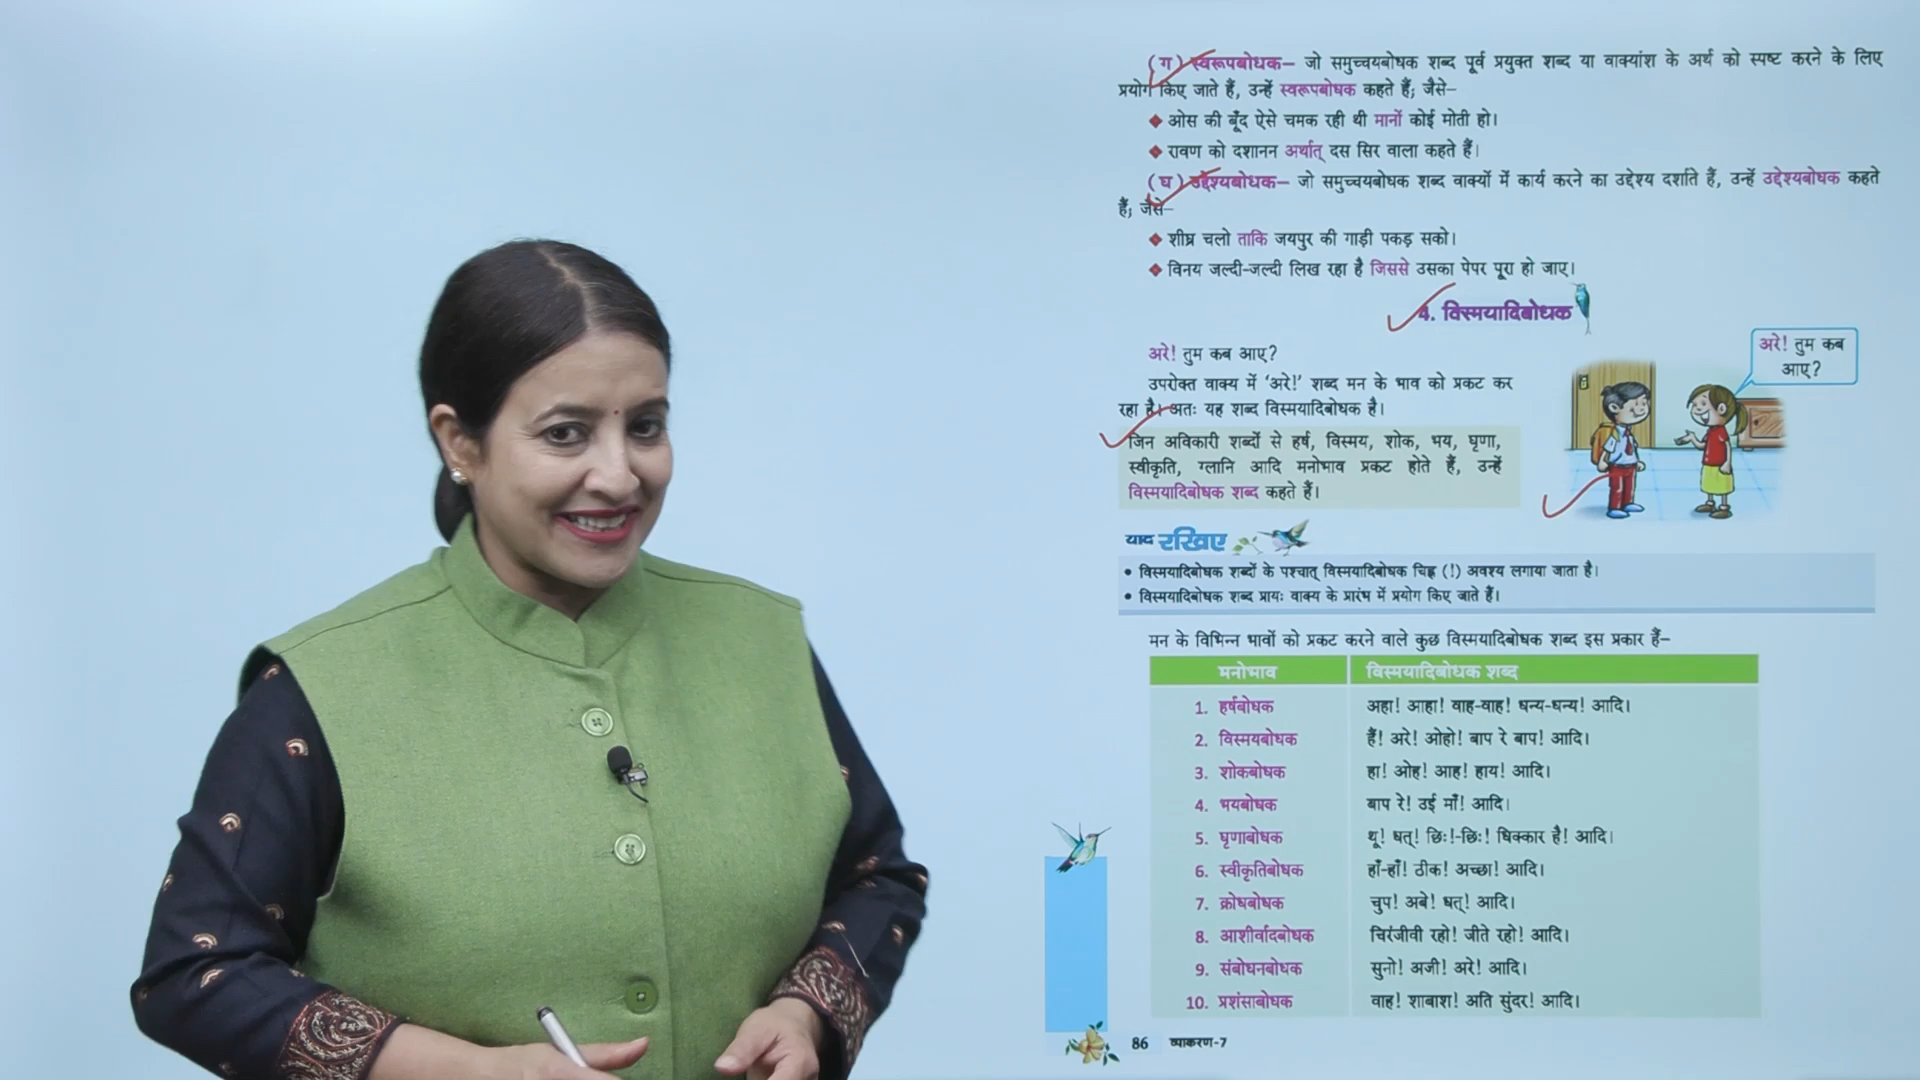 (ग) स्वरूपबोधक– जो समुच्चयबोधक शब्द पूर्व प्रयुक्त शब्द या वाक्यांश के अर्थ को स्पष्ट करने के लिए
प्रयोग किए जाते हैं, उन्हें स्वरूपबोधक कहते हैं; जैसे–
ओस की बूँद ऐसे चमक रही थी मानों कोई मोती हो।
रावण को दशानन अर्थात् दस सिर वाला कहते हैं।
(घ) उद्देश्यबोधक– जो समुच्चयबोधक शब्द वाक्यों में कार्य करने का उद्देश्य दर्शाते हैं, उन्हें उद्देश्यबोधक कहते
हैं; जैसे–
शीघ्र चलो ताकि जयपुर की गाड़ी पकड़ सको।
विनय जल्दी-जल्दी लिख रहा है जिससे उसका पेपर पूरा हो जाए।
4. विस्मयादिबोधक
अरे! तुम कब आए?
उपरोक्त वाक्य में ‘अरे!’ शब्द मन के भाव को प्रकट कर
रहा है। अतः यह शब्द विस्मयादिबोधक है।
अरे! तुम कब
आए?
जिन अविकारी शब्दों से हर्ष, विस्मय, शोक, भय, घृणा,
स्वीकृति, ग्लानि आदि मनोभाव प्रकट होते हैं, उन्हें
विस्मयादिबोधक शब्द कहते हैं।
याद रखिए
• विस्मयादिबोधक शब्दों के पश्चात् विस्मयादिबोधक चिह्न (!) अवश्य लगाया जाता है।
• विस्मयादिबोधक शब्द प्रायः वाक्य के प्रारंभ में प्रयोग किए जाते हैं।
मन के विभिन्न भावों को प्रकट करने वाले कुछ विस्मयादिबोधक शब्द इस प्रकार हैं–
मनोभाव विस्मयादिबोधक शब्द
1. हर्षबोधक अहा! आहा! वाह-वाह! धन्य-धन्य! आदि।
2. विस्मयबोधक हैं! अरे! ओहो! बाप रे बाप! आदि।
3. शोकबोधक हा! ओह! आह! हाय! आदि।
4. भयबोधक बाप रे! उई माँ! आदि।
5. घृणाबोधक थू! धत्! छिः!-छिः! धिक्कार है! आदि।
6. स्वीकृतिबोधक हाँ-हाँ! ठीक! अच्छा! आदि।
7. क्रोधबोधक चुप! अबे! धत्! आदि।
8. आशीर्वादबोधक चिरंजीवी रहो! जीते रहो! आदि।
9. संबोधनबोधक सुनो! अजी! अरे! आदि।
10. प्रशंसाबोधक वाह! शाबाश! अति सुंदर! आदि।
86 व्याकरण-7